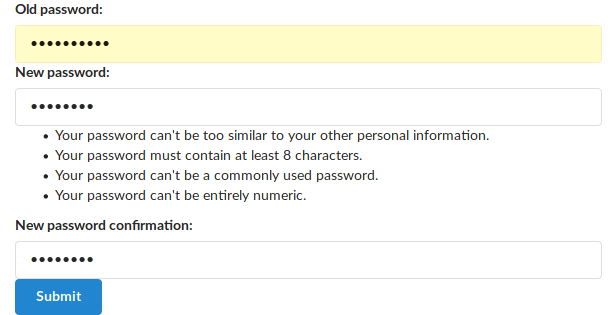 Old password:
••••••••••
New password:
••••••••
• Your password can't be too similar to your other personal information.
• Your password must contain at least 8 characters.
• Your password can't be a commonly used password.
• Your password can't be entirely numeric.
New password confirmation:
••••••••
Submit